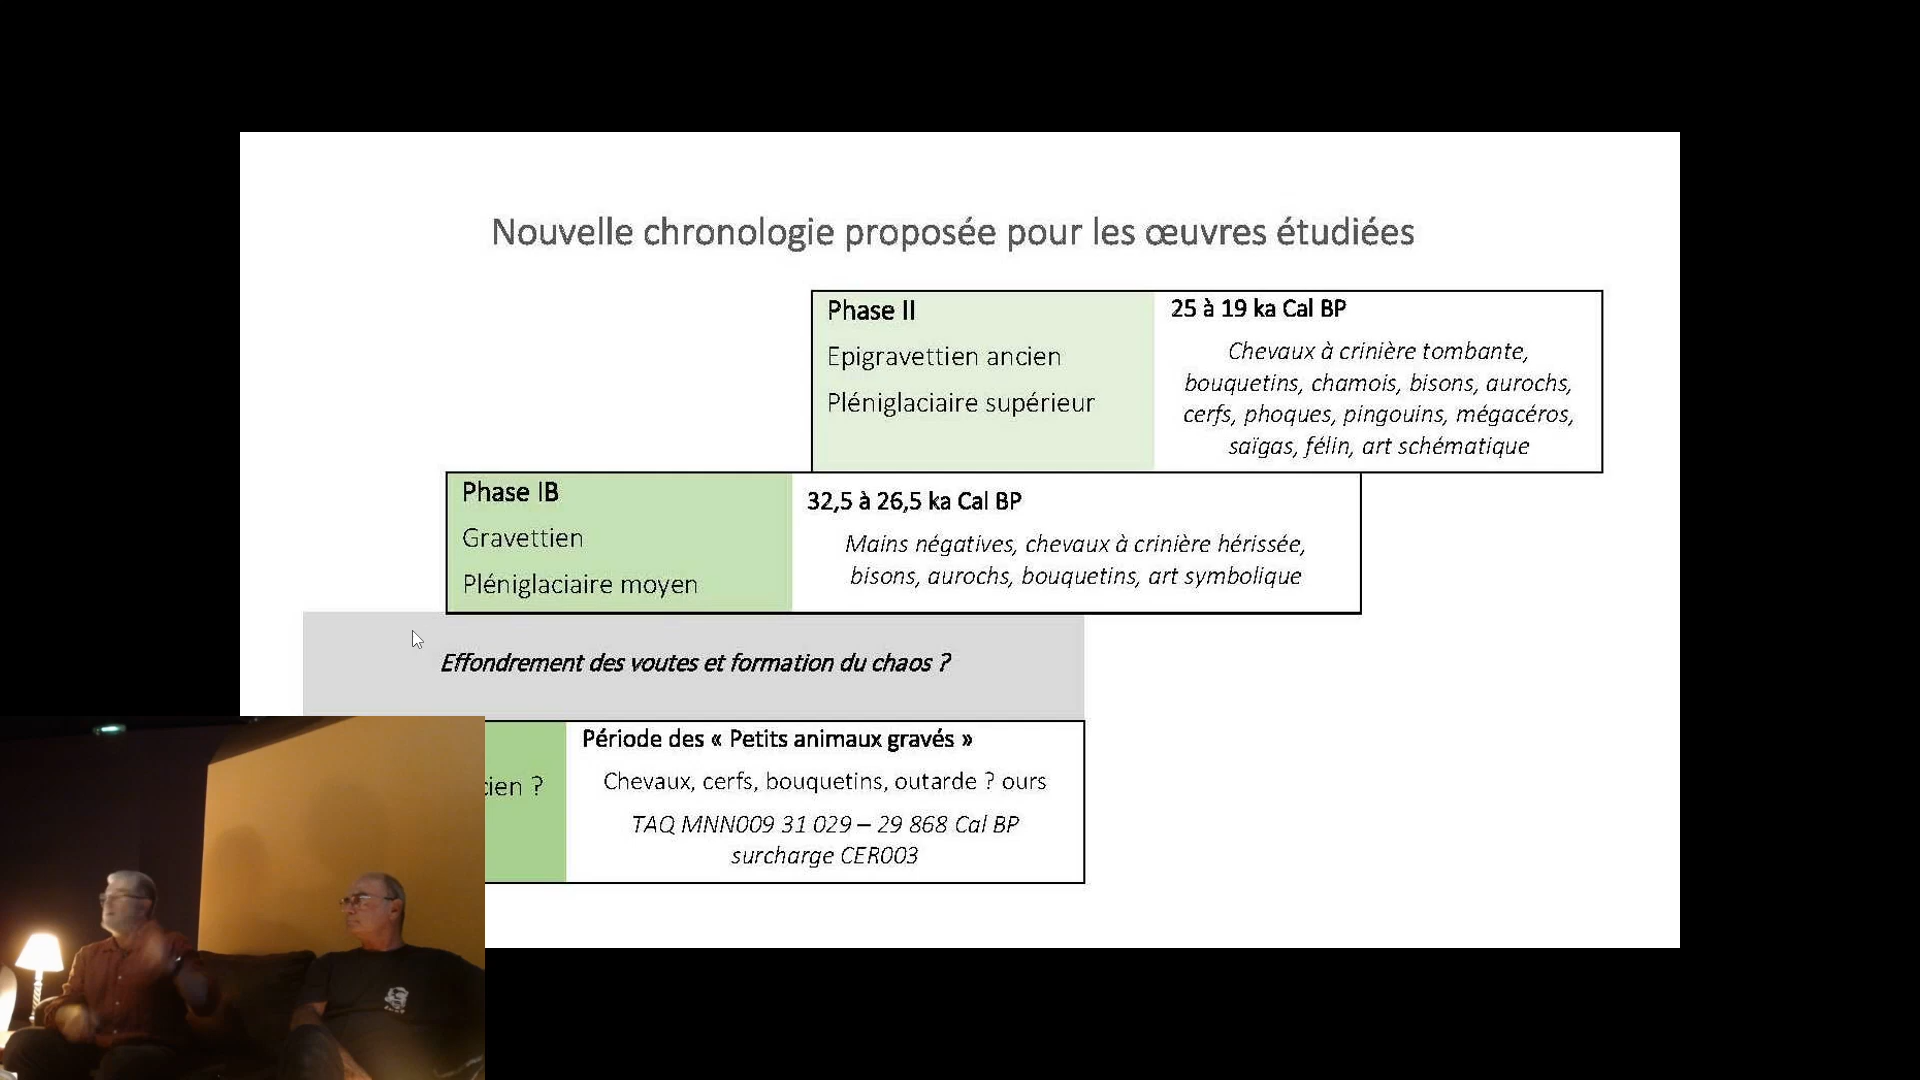 Nouvelle chronologie proposée pour les œuvres étudiées
Phase II
Epigravettien ancien
Pléniglaciaire supérieur
25 à 19 ka Cal BP
Chevaux à crinière tombante,
bouquetins, chamois, bisons, aurochs,
cerfs, phoques, pingouins, mégacéros,
saïgas, félin, art schématique
Phase IB
Gravettien
Pléniglaciaire moyen
32,5 à 26,5 ka Cal BP
Mains négatives, chevaux à crinière hérissée,
bisons, aurochs, bouquetins, art symbolique
Effondrement des voutes et formation du chaos ?
cien ?
Période des « Petits animaux gravés »
Chevaux, cerfs, bouquetins, outarde ? ours
TAQ MNN009 31 029 – 29 868 Cal BP
surcharge CER003